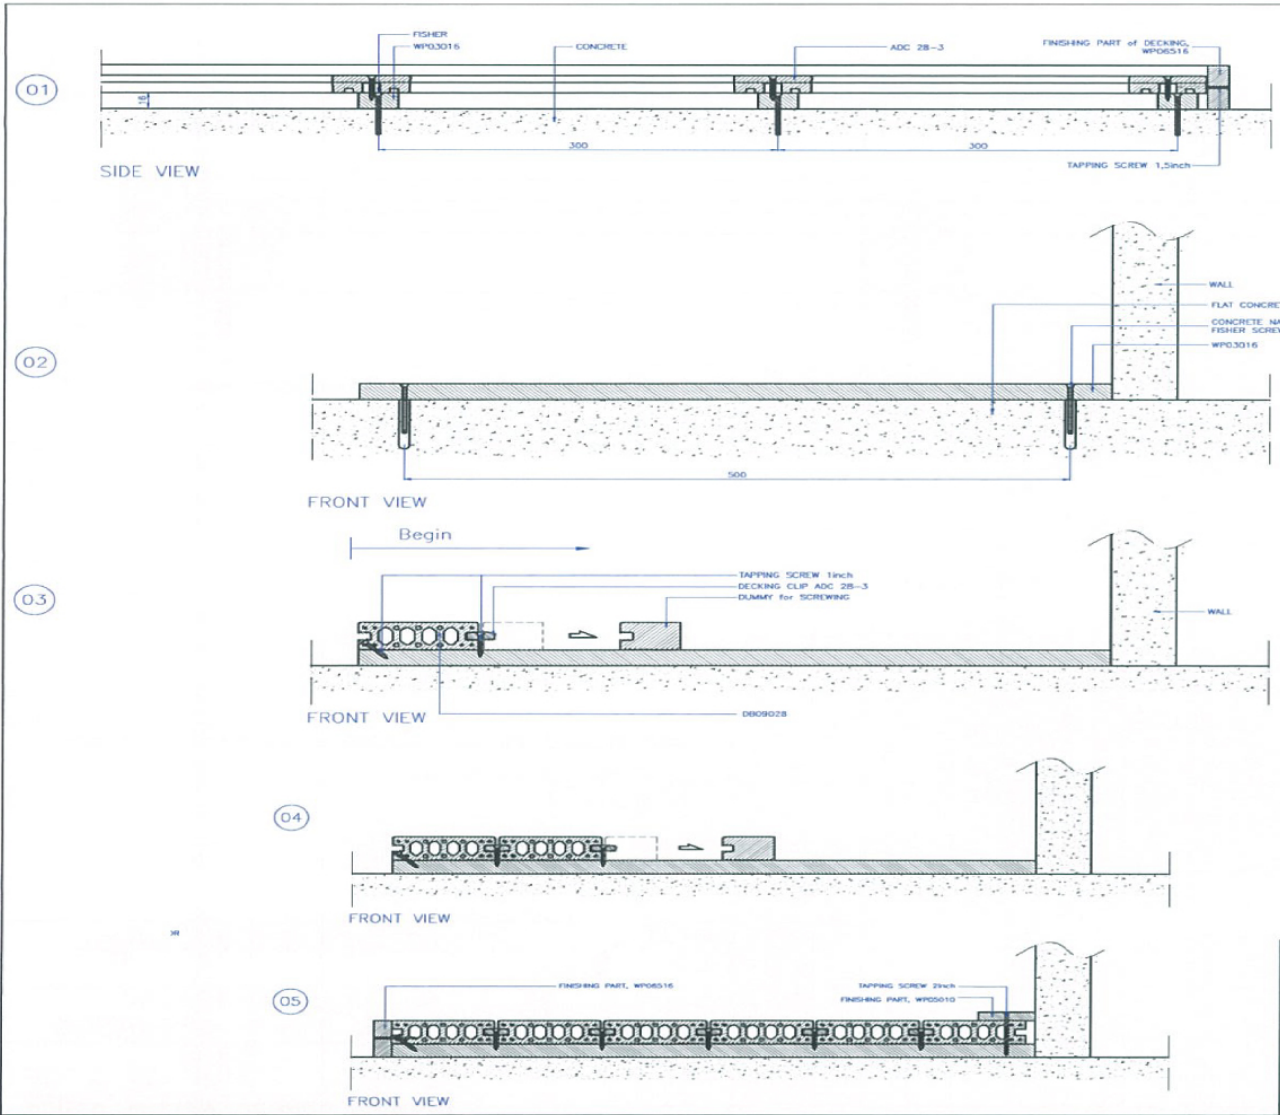 01
FISHER
WP03016
CONCRETE
ADC 28-3
FINISHING PART of DECKING,
WP06516
16
300
300
TAPPING SCREW 1,5inch
SIDE VIEW
02
WALL
FLAT CONCRE
CONCRETE NA
FISHER SCREW
WP03016
500
FRONT VIEW
03
Begin
TAPPING SCREW 1inch
DECKING CLIP ADC 28-3
DUMMY for SCREWING
WALL
FRONT VIEW
DB09028
04
FRONT VIEW
05
FINISHING PART, WP06516
TAPPING SCREW 2inch
FINISHING PART, WP05010
FRONT VIEW